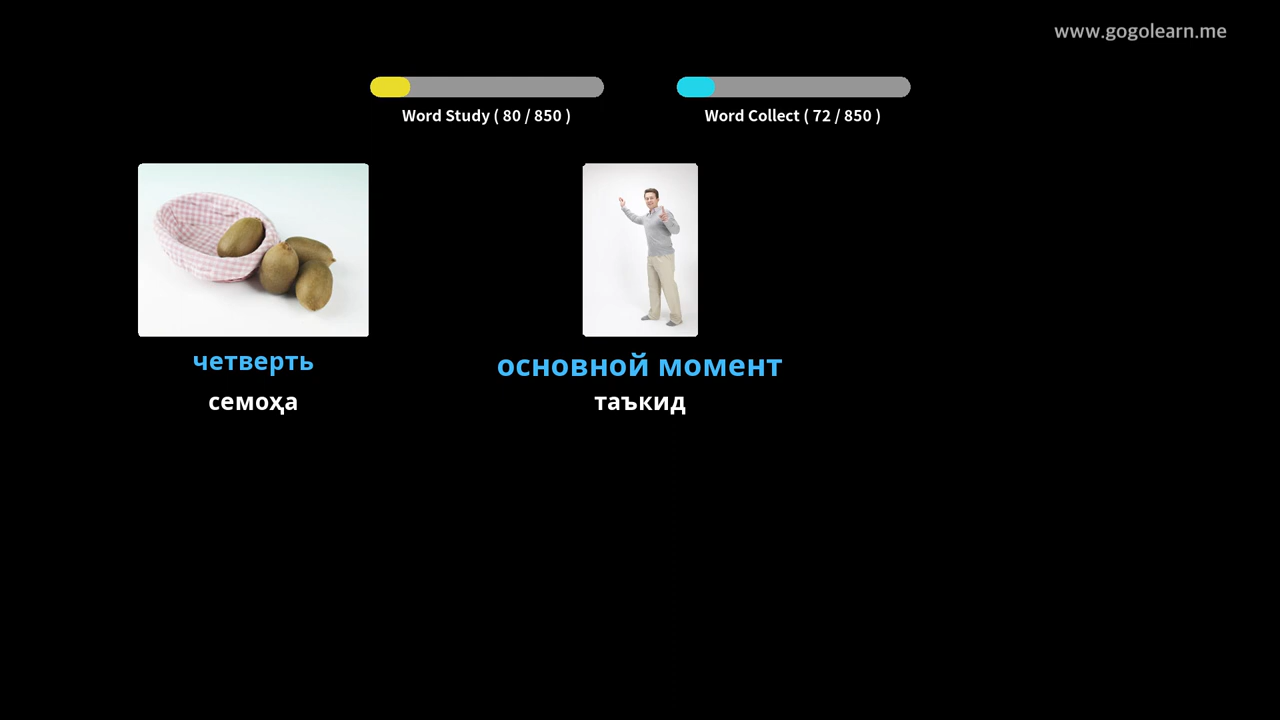 www.gogolearn.me
Word Study ( 80 / 850 )
Word Collect ( 72 / 850 )
четверть
семоҳа
основной момент
таъкид